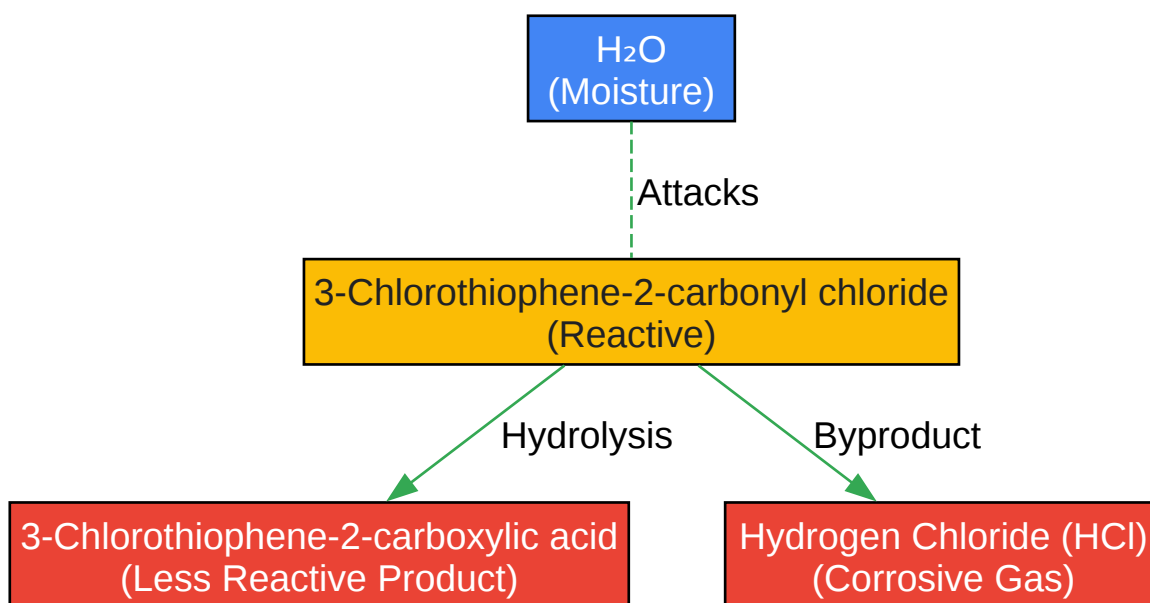 H₂O
(Moisture)
Attacks
3-Chlorothiophene-2-carbonyl chloride
(Reactive)
Hydrolysis
Byproduct
3-Chlorothiophene-2-carboxylic acid
(Less Reactive Product)
Hydrogen Chloride (HCl)
(Corrosive Gas)